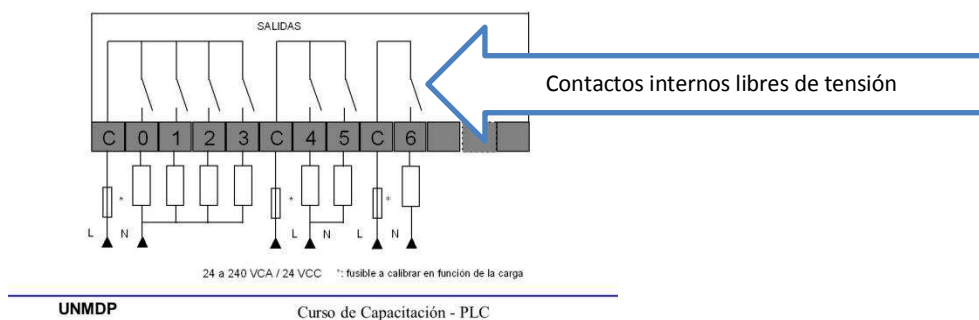 SALIDAS
Contactos internos libres de tensión
C 0 1 2 3 C 4 5 C 6
* * *
L N L N L N
24 a 240 VCA / 24 VCC *: fusible a calibrar en función de la carga
UNMDP Curso de Capacitación - PLC